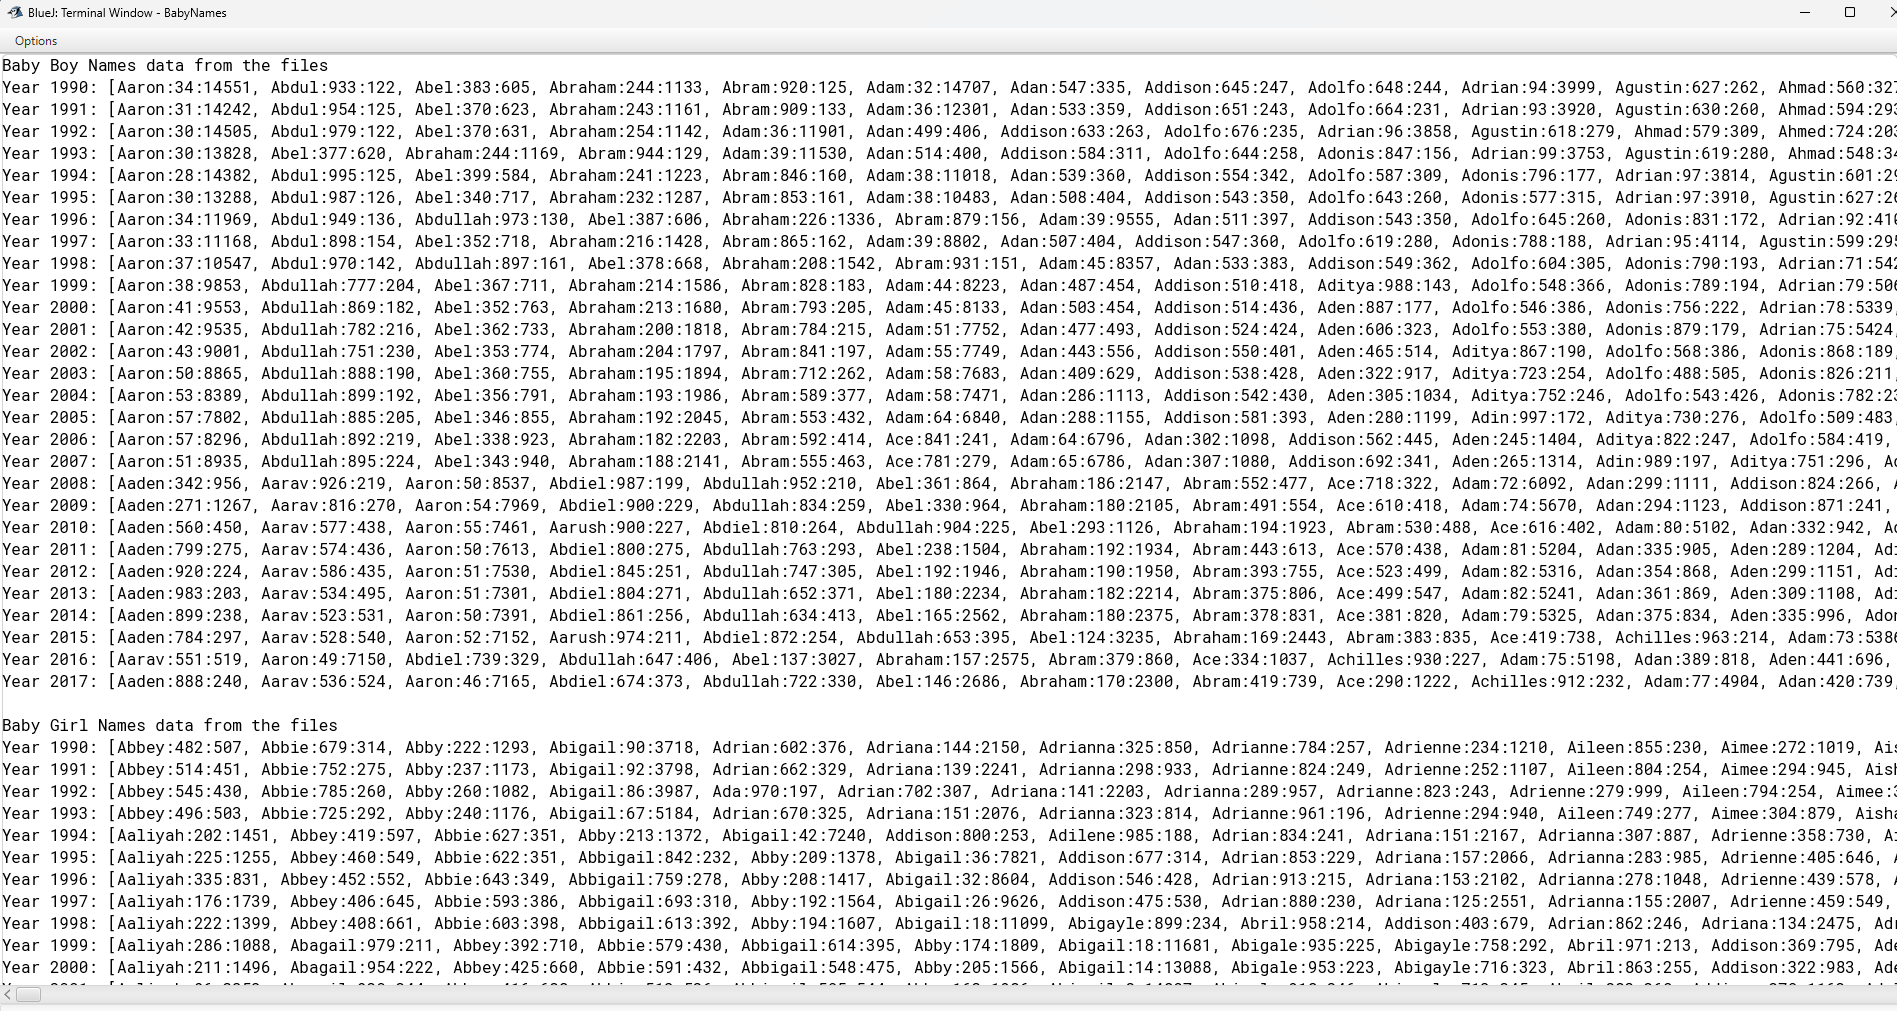 BlueJ: Terminal Window - BabyNames
Options
Baby Boy Names data from the files
Year 1990: [Aaron:34:14551, Abdul:933:122, Abel:383:605, Abraham:244:1133, Abram:920:125, Adam:32:14707, Adan:547:335, Addison:645:247, Adolfo:648:244, Adrian:94:3999, Agustin:627:262, Ahmad:560:327
Year 1991: [Aaron:31:14242, Abdul:954:125, Abel:370:623, Abraham:243:1161, Abram:909:133, Adam:36:12301, Adan:533:359, Addison:651:243, Adolfo:664:231, Adrian:93:3920, Agustin:630:260, Ahmad:594:293
Year 1992: [Aaron:30:14505, Abdul:979:122, Abel:370:631, Abraham:254:1142, Adam:36:11901, Adan:499:406, Addison:633:263, Adolfo:676:235, Adrian:96:3858, Agustin:618:279, Ahmad:579:309, Ahmed:724:203
Year 1993: [Aaron:30:13828, Abel:377:620, Abraham:244:1169, Abram:944:129, Adam:39:11530, Adan:514:400, Addison:584:311, Adolfo:644:258, Adonis:847:156, Adrian:99:3753, Agustin:619:280, Ahmad:548:34
Year 1994: [Aaron:28:14382, Abdul:995:125, Abel:399:584, Abraham:241:1223, Abram:846:160, Adam:38:11018, Adan:539:360, Addison:554:342, Adolfo:587:309, Adonis:796:177, Adrian:97:3814, Agustin:601:29
Year 1995: [Aaron:30:13288, Abdul:987:126, Abel:340:717, Abraham:232:1287, Abram:853:161, Adam:38:10483, Adan:508:404, Addison:543:350, Adolfo:643:260, Adonis:577:315, Adrian:97:3910, Agustin:627:26
Year 1996: [Aaron:34:11969, Abdul:949:136, Abdullah:973:130, Abel:387:606, Abraham:226:1336, Abram:879:156, Adam:39:9555, Adan:511:397, Addison:543:350, Adolfo:645:260, Adonis:831:172, Adrian:92:410
Year 1997: [Aaron:33:11168, Abdul:898:154, Abel:352:718, Abraham:216:1428, Abram:865:162, Adam:39:8802, Adan:507:404, Addison:547:360, Adolfo:619:280, Adonis:788:188, Adrian:95:4114, Agustin:599:295
Year 1998: [Aaron:37:10547, Abdul:970:142, Abdullah:897:161, Abel:378:668, Abraham:208:1542, Abram:931:151, Adam:45:8357, Adan:533:383, Addison:549:362, Adolfo:604:305, Adonis:790:193, Adrian:71:542
Year 1999: [Aaron:38:9853, Abdullah:777:204, Abel:367:711, Abraham:214:1586, Abram:828:183, Adam:44:8223, Adan:487:454, Addison:510:418, Aditya:988:143, Adolfo:548:366, Adonis:789:194, Adrian:79:506
Year 2000: [Aaron:41:9553, Abdullah:869:182, Abel:352:763, Abraham:213:1680, Abram:793:205, Adam:45:8133, Adan:503:454, Addison:514:436, Aden:887:177, Adolfo:546:386, Adonis:756:222, Adrian:78:5339,
Year 2001: [Aaron:42:9535, Abdullah:782:216, Abel:362:733, Abraham:200:1818, Abram:784:215, Adam:51:7752, Adan:477:493, Addison:524:424, Aden:606:323, Adolfo:553:380, Adonis:879:179, Adrian:75:5424,
Year 2002: [Aaron:43:9001, Abdullah:751:230, Abel:353:774, Abraham:204:1797, Abram:841:197, Adam:55:7749, Adan:443:556, Addison:550:401, Aden:465:514, Aditya:867:190, Adolfo:568:386, Adonis:868:189,
Year 2003: [Aaron:50:8865, Abdullah:888:190, Abel:360:755, Abraham:195:1894, Abram:712:262, Adam:58:7683, Adan:409:629, Addison:538:428, Aden:322:917, Aditya:723:254, Adolfo:488:505, Adonis:826:211,
Year 2004: [Aaron:53:8389, Abdullah:899:192, Abel:356:791, Abraham:193:1986, Abram:589:377, Adam:58:7471, Adan:286:1113, Addison:542:430, Aden:305:1034, Aditya:752:246, Adolfo:543:426, Adonis:782:23
Year 2005: [Aaron:57:7802, Abdullah:885:205, Abel:346:855, Abraham:192:2045, Abram:553:432, Adam:64:6840, Adan:288:1155, Addison:581:393, Aden:280:1199, Adin:997:172, Aditya:730:276, Adolfo:509:483,
Year 2006: [Aaron:57:8296, Abdullah:892:219, Abel:338:923, Abraham:182:2203, Abram:592:414, Ace:841:241, Adam:64:6796, Adan:302:1098, Addison:562:445, Aden:245:1404, Aditya:822:247, Adolfo:584:419,
Year 2007: [Aaron:51:8935, Abdullah:895:224, Abel:343:940, Abraham:188:2141, Abram:555:463, Ace:781:279, Adam:65:6786, Adan:307:1080, Addison:692:341, Aden:265:1314, Adin:989:197, Aditya:751:296, Ad
Year 2008: [Aaden:342:956, Aarav:926:219, Aaron:50:8537, Abdiel:987:199, Abdullah:952:210, Abel:361:864, Abraham:186:2147, Abram:552:477, Ace:718:322, Adam:72:6092, Adan:299:1111, Addison:824:266, A
Year 2009: [Aaden:271:1267, Aarav:816:270, Aaron:54:7969, Abdiel:900:229, Abdullah:834:259, Abel:330:964, Abraham:180:2105, Abram:491:554, Ace:610:418, Adam:74:5670, Adan:294:1123, Addison:871:241,
Year 2010: [Aaden:560:450, Aarav:577:438, Aaron:55:7461, Aarush:900:227, Abdiel:810:264, Abdullah:904:225, Abel:293:1126, Abraham:194:1923, Abram:530:488, Ace:616:402, Adam:80:5102, Adan:332:942, Ad
Year 2011: [Aaden:799:275, Aarav:574:436, Aaron:50:7613, Abdiel:800:275, Abdullah:763:293, Abel:238:1504, Abraham:192:1934, Abram:443:613, Ace:570:438, Adam:81:5204, Adan:335:905, Aden:289:1204, Adi
Year 2012: [Aaden:920:224, Aarav:586:435, Aaron:51:7530, Abdiel:845:251, Abdullah:747:305, Abel:192:1946, Abraham:190:1950, Abram:393:755, Ace:523:499, Adam:82:5316, Adan:354:868, Aden:299:1151, Adi
Year 2013: [Aaden:983:203, Aarav:534:495, Aaron:51:7301, Abdiel:804:271, Abdullah:652:371, Abel:180:2234, Abraham:182:2214, Abram:375:806, Ace:499:547, Adam:82:5241, Adan:361:869, Aden:309:1108, Adi
Year 2014: [Aaden:899:238, Aarav:523:531, Aaron:50:7391, Abdiel:861:256, Abdullah:634:413, Abel:165:2562, Abraham:180:2375, Abram:378:831, Ace:381:820, Adam:79:5325, Adan:375:834, Aden:335:996, Adon
Year 2015: [Aaden:784:297, Aarav:528:540, Aaron:52:7152, Aarush:974:211, Abdiel:872:254, Abdullah:653:395, Abel:124:3235, Abraham:169:2443, Abram:383:835, Ace:419:738, Achilles:963:214, Adam:73:5386
Year 2016: [Aarav:551:519, Aaron:49:7150, Abdiel:739:329, Abdullah:647:406, Abel:137:3027, Abraham:157:2575, Abram:379:860, Ace:334:1037, Achilles:930:227, Adam:75:5198, Adan:389:818, Aden:441:696,
Year 2017: [Aaden:888:240, Aarav:536:524, Aaron:46:7165, Abdiel:674:373, Abdullah:722:330, Abel:146:2686, Abraham:170:2300, Abram:419:739, Ace:290:1222, Achilles:912:232, Adam:77:4904, Adan:420:739,
Baby Girl Names data from the files
Year 1990: [Abbey:482:507, Abbie:679:314, Abby:222:1293, Abigail:90:3718, Adrian:602:376, Adriana:144:2150, Adrianna:325:850, Adrianne:784:257, Adrienne:234:1210, Aileen:855:230, Aimee:272:1019, Ais
Year 1991: [Abbey:514:451, Abbie:752:275, Abby:237:1173, Abigail:92:3798, Adrian:662:329, Adriana:139:2241, Adrianna:298:933, Adrianne:824:249, Adrienne:252:1107, Aileen:804:254, Aimee:294:945, Aish
Year 1992: [Abbey:545:430, Abbie:785:260, Abby:260:1082, Abigail:86:3987, Ada:970:197, Adrian:702:307, Adriana:141:2203, Adrianna:289:957, Adrianne:823:243, Adrienne:279:999, Aileen:794:254, Aimee:3
Year 1993: [Abbey:496:503, Abbie:725:292, Abby:240:1176, Abigail:67:5184, Adrian:670:325, Adriana:151:2076, Adrianna:323:814, Adrianne:961:196, Adrienne:294:940, Aileen:749:277, Aimee:304:879, Aisha
Year 1994: [Aaliyah:202:1451, Abbey:419:597, Abbie:627:351, Abby:213:1372, Abigail:42:7240, Addison:800:253, Adilene:985:188, Adrian:834:241, Adriana:151:2167, Adrianna:307:887, Adrienne:358:730, Ai
Year 1995: [Aaliyah:225:1255, Abbey:460:549, Abbie:622:351, Abbigail:842:232, Abby:209:1378, Abigail:36:7821, Addison:677:314, Adrian:853:229, Adriana:157:2066, Adrianna:283:985, Adrienne:405:646, A
Year 1996: [Aaliyah:335:831, Abbey:452:552, Abbie:643:349, Abbigail:759:278, Abby:208:1417, Abigail:32:8604, Addison:546:428, Adrian:913:215, Adriana:153:2102, Adrianna:278:1048, Adrienne:439:578, A
Year 1997: [Aaliyah:176:1739, Abbey:406:645, Abbie:593:386, Abbigail:693:310, Abby:192:1564, Abigail:26:9626, Addison:475:530, Adrian:880:230, Adriana:125:2551, Adrianna:155:2007, Adrienne:459:549,
Year 1998: [Aaliyah:222:1399, Abbey:408:661, Abbie:603:398, Abbigail:613:392, Abby:194:1607, Abigail:18:11099, Abigayle:899:234, Abril:958:214, Addison:403:679, Adrian:862:246, Adriana:134:2475, Adr
Year 1999: [Aaliyah:286:1088, Abagail:979:211, Abbey:392:710, Abbie:579:430, Abbigail:614:395, Abby:174:1809, Abigail:18:11681, Abigale:935:225, Abigayle:758:292, Abril:971:213, Addison:369:795, Ade
Year 2000: [Aaliyah:211:1496, Abagail:954:222, Abbey:425:660, Abbie:591:432, Abbigail:548:475, Abby:205:1566, Abigail:14:13088, Abigale:953:223, Abigayle:716:323, Abril:863:255, Addison:322:983, Ade